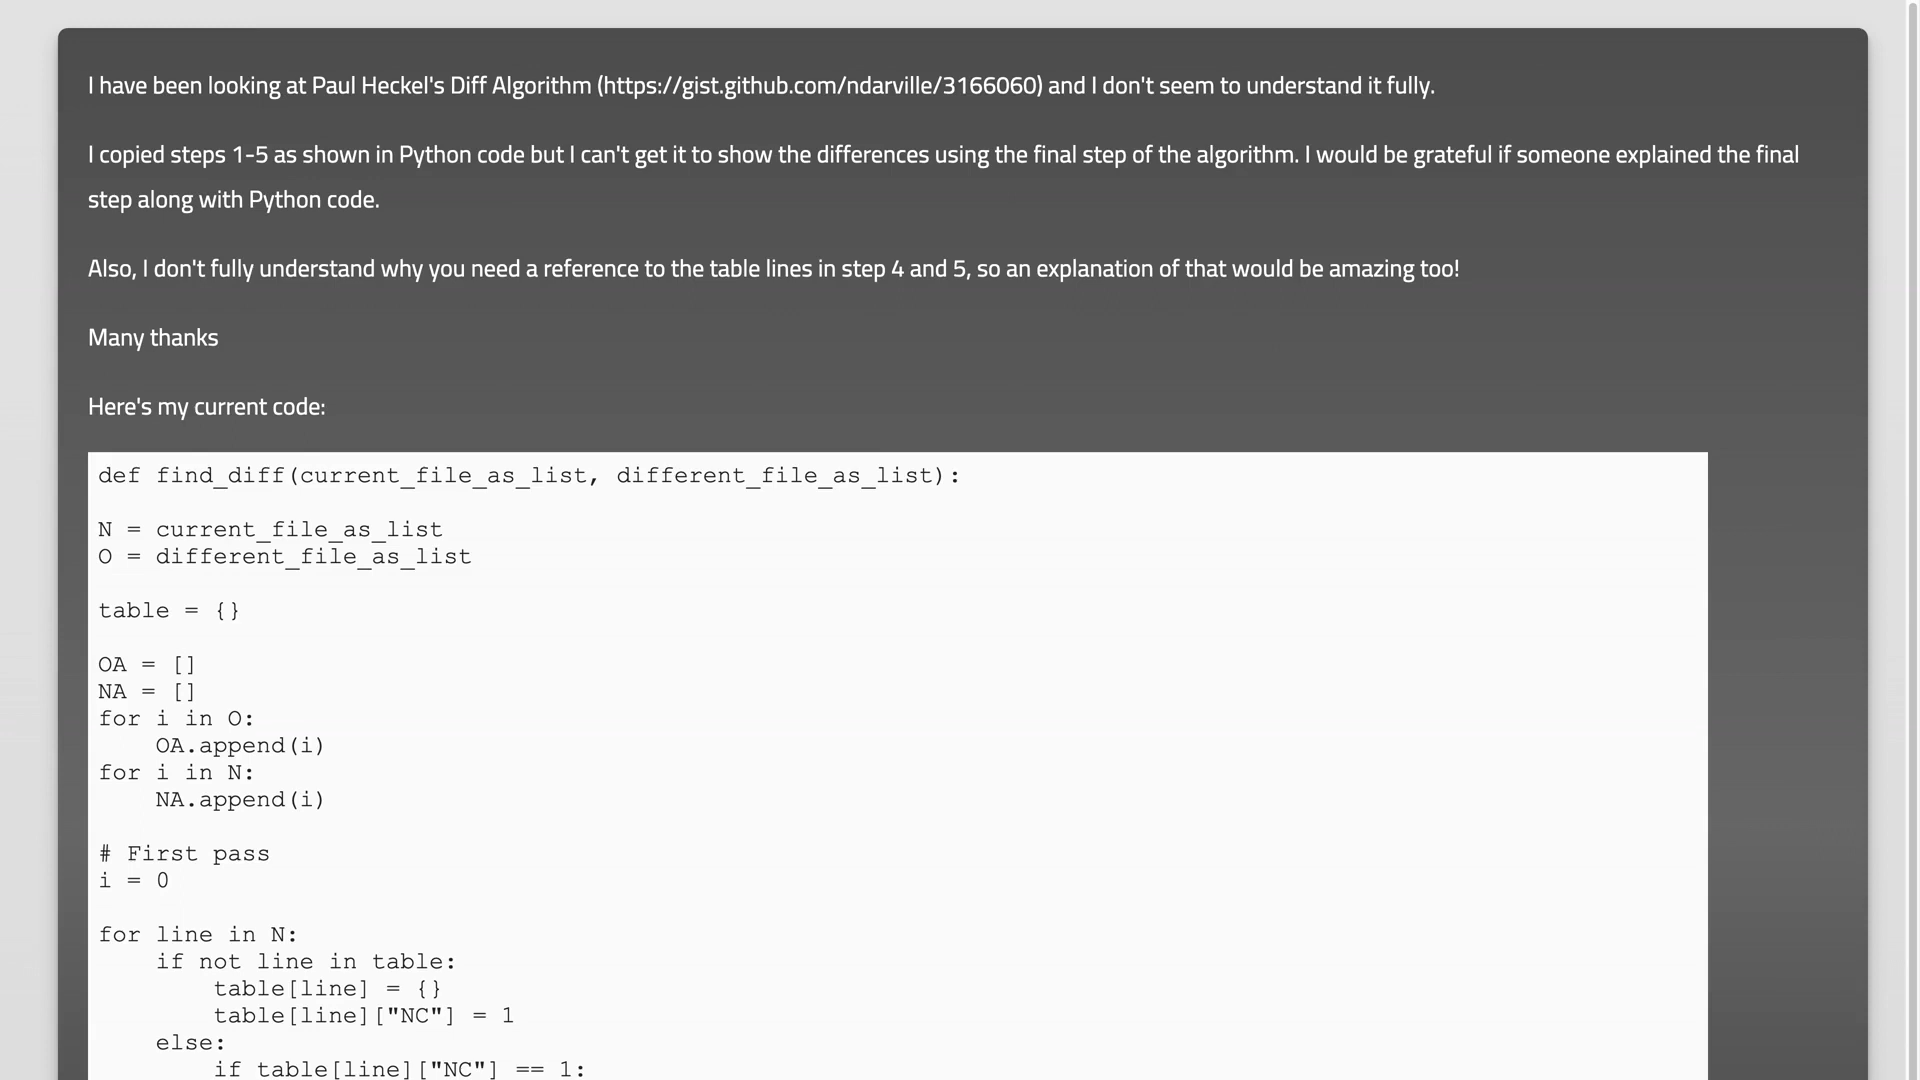 I have been looking at Paul Heckel's Diff Algorithm (https://gist.github.com/ndarville/3166060) and I don't seem to understand it fully.
I copied steps 1-5 as shown in Python code but I can't get it to show the differences using the final step of the algorithm. I would be grateful if someone explained the final
step along with Python code.
Also, I don't fully understand why you need a reference to the table lines in step 4 and 5, so an explanation of that would be amazing too!
Many thanks
Here's my current code:
def find_diff(current_file_as_list, different_file_as_list):
N = current_file_as_list
O = different_file_as_list
table = {}
OA = []
NA = []
for i in O:
    OA.append(i)
for i in N:
    NA.append(i)
# First pass
i = 0
for line in N:
    if not line in table:
        table[line] = {}
        table[line]["NC"] = 1
    else:
        if table[line]["NC"] == 1: